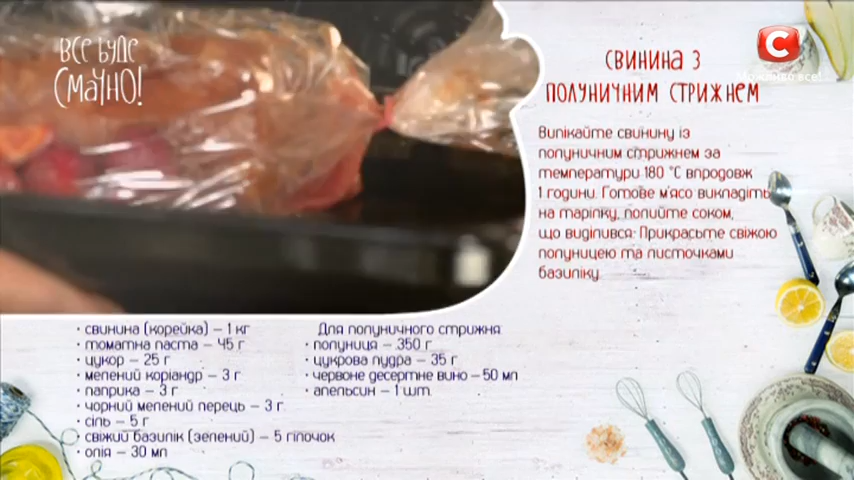 ВСЕ БУДЕ
СМАЧНО!
С
Можливо все!
СВИНИНА З
ПОЛУНИЧНИМ СТРИЖНЕМ
Випікайте свинину із
полуничним стрижнем за
температури 180 °С впродовж
1 години. Готове м'ясо викладіть
на тарілку, полийте соком,
що виділився. Прикрасьте свіжою
полуницею та листочками
базиліку
· свинина (корейка) – 1 кг
· томатна паста – 45 г
· цукор – 25 г
· мелений коріандр – 3 г
· паприка – 3 г
· чорний мелений перець – 3 г
· сіль – 5 г
· свіжий базилік (зелений) – 5 гілочок
· олія – 30 мл
Для полуничного стрижня
· полуниця – 350 г
· цукрова пудра – 35 г
· червоне десертне вино – 50 мл
· апельсин – 1 шт.